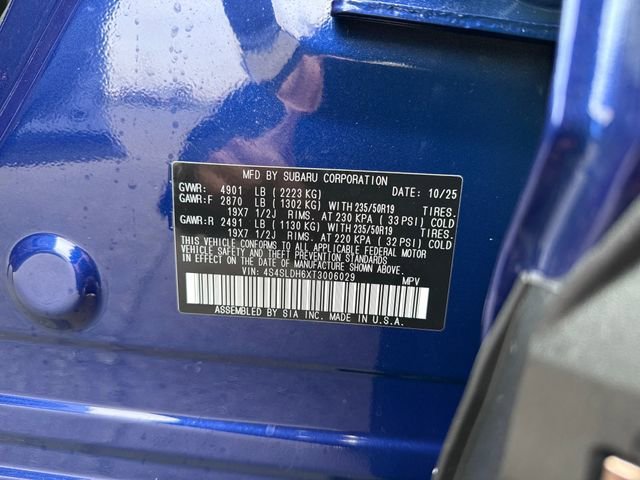 MFD BY SUBARU CORPORATION
GVWR: 4901 LB (2223 KG) DATE: 10/25
GAWR:F 2870 LB (1302 KG) WITH 235/50R19 TIRES.
19X7 1/2J RIMS. AT 230 KPA ( 33 PSI) COLD
GAWR:R 2491 LB (1130 KG) WITH 235/50R19 TIRES.
19X7 1/2J RIMS. AT 220 KPA ( 32 PSI) COLD
THIS VEHICLE CONFORMS TO ALL APPLICABLE FEDERAL MOTOR
VEHICLE SAFETY AND THEFT PREVENTION STANDARDS IN
EFFECT ON THE DATE OF MANUFACTURE SHOWN ABOVE.
VIN: 4S4SLDH6XT3006029 MPV
ASSEMBLED BY SIA INC. MADE IN U.S.A.